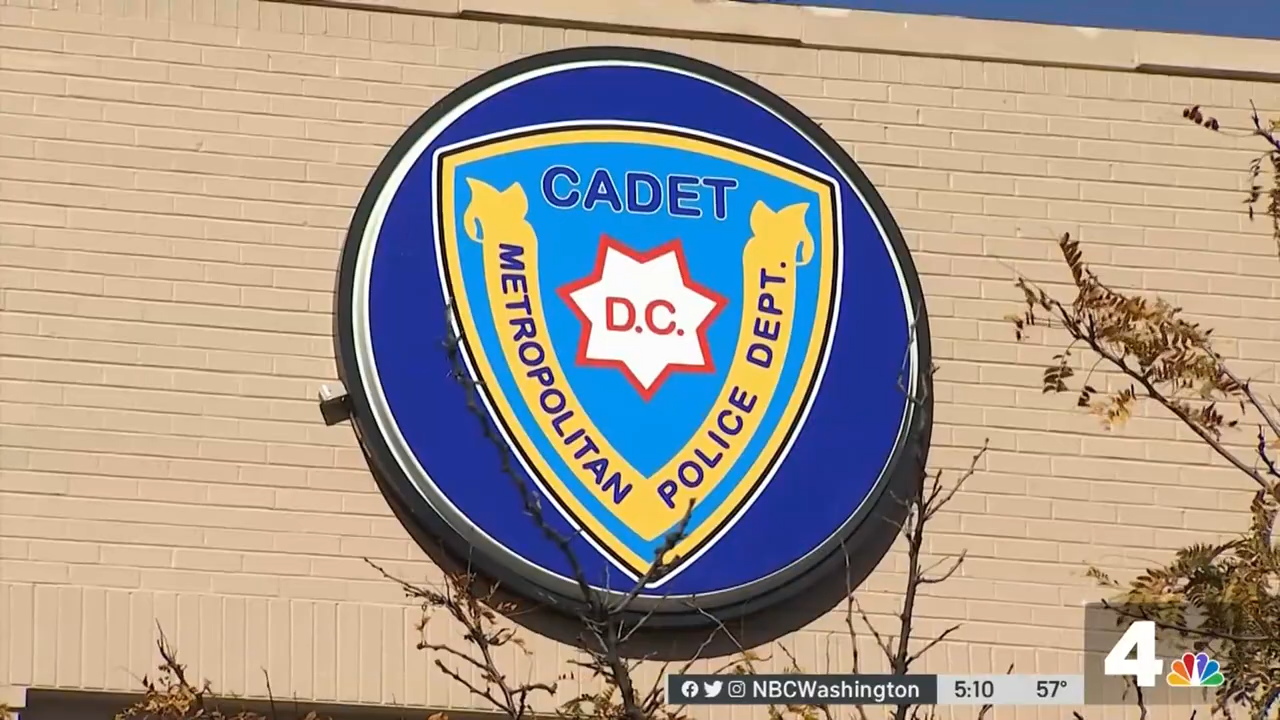 CADET
METROPOLITAN
D.C.
POLICE DEPT.
4
NBCWashington 5:10 57°